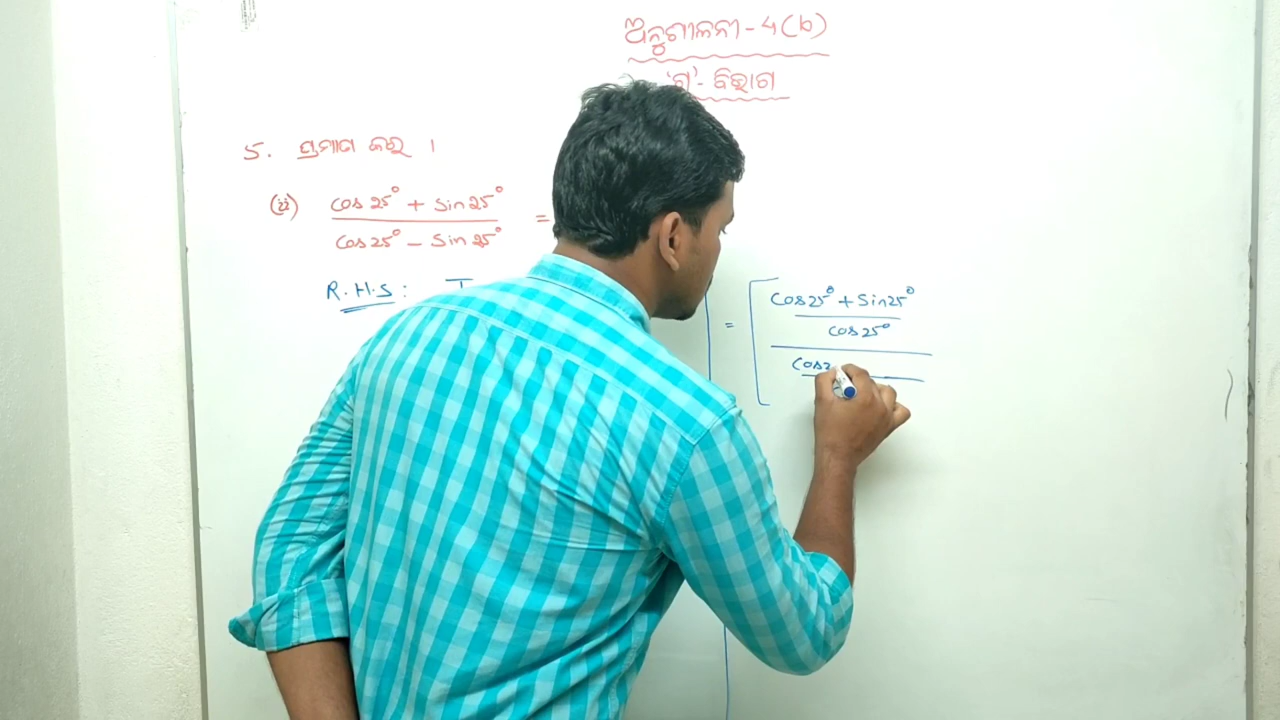 ଅନୁଶୀଳନୀ - 4(b)
'ଗ' - ବିଭାଗ
5. ପ୍ରମାଣ କର ।
(ii) cos 25° + sin 25° =
cos 25° − sin 25°
R.H.S :
= cos 25° + sin 25°
cos 25°